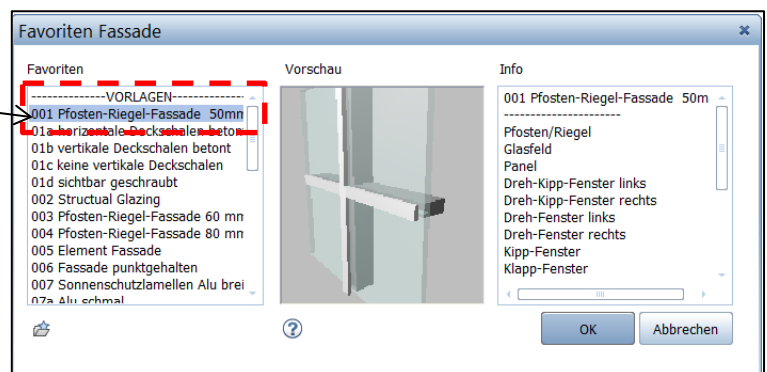 Favoriten Fassade
Favoriten
Vorschau
Info
--------------VORLAGEN--------------
001 Pfosten-Riegel-Fassade 50mm
01a horizontale Deckschalen beton
01b vertikale Deckschalen betont
01c keine vertikale Deckschalen
01d sichtbar geschraubt
002 Structual Glazing
003 Pfosten-Riegel-Fassade 60 mm
004 Pfosten-Riegel-Fassade 80 mm
005 Element Fassade
006 Fassade punktgehalten
007 Sonnenschutzlamellen Alu brei
07a Alu schmal
001 Pfosten-Riegel-Fassade 50m
----------------------
Pfosten/Riegel
Glasfeld
Panel
Dreh-Kipp-Fenster links
Dreh-Kipp-Fenster rechts
Dreh-Fenster links
Dreh-Fenster rechts
Kipp-Fenster
Klapp-Fenster
OK
Abbrechen